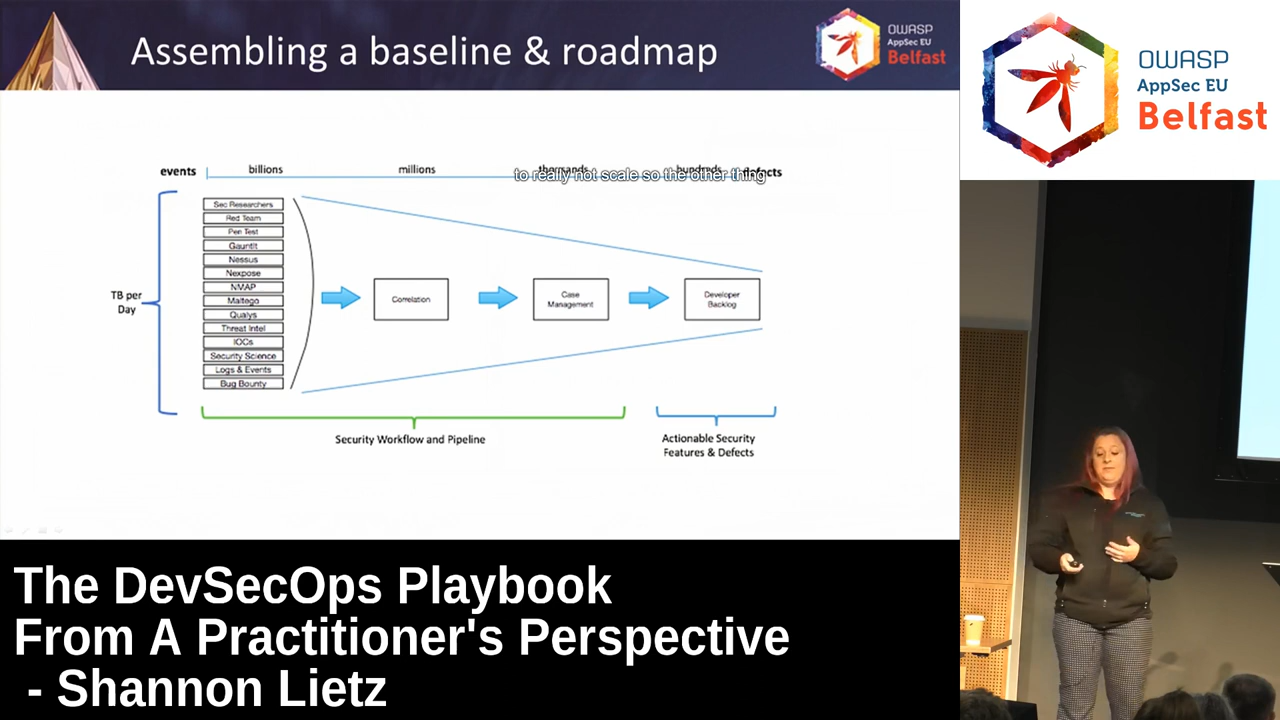 Assembling a baseline & roadmap
OWASP
AppSec EU
Belfast
OWASP
AppSec EU
Belfast
events
billions
millions
thousands
hundreds
defects
to really not scale so the other thing
TB per
Day
Sec Researchers
Red Team
Pen Test
Gauntlt
Nessus
Nexpose
NMAP
Maltego
Qualys
Threat Intel
IOCs
Security Science
Logs & Events
Bug Bounty
Correlation
Case
Management
Developer
Backlog
Security Workflow and Pipeline
Actionable Security
Features & Defects
The DevSecOps Playbook
From A Practitioner's Perspective
- Shannon Lietz